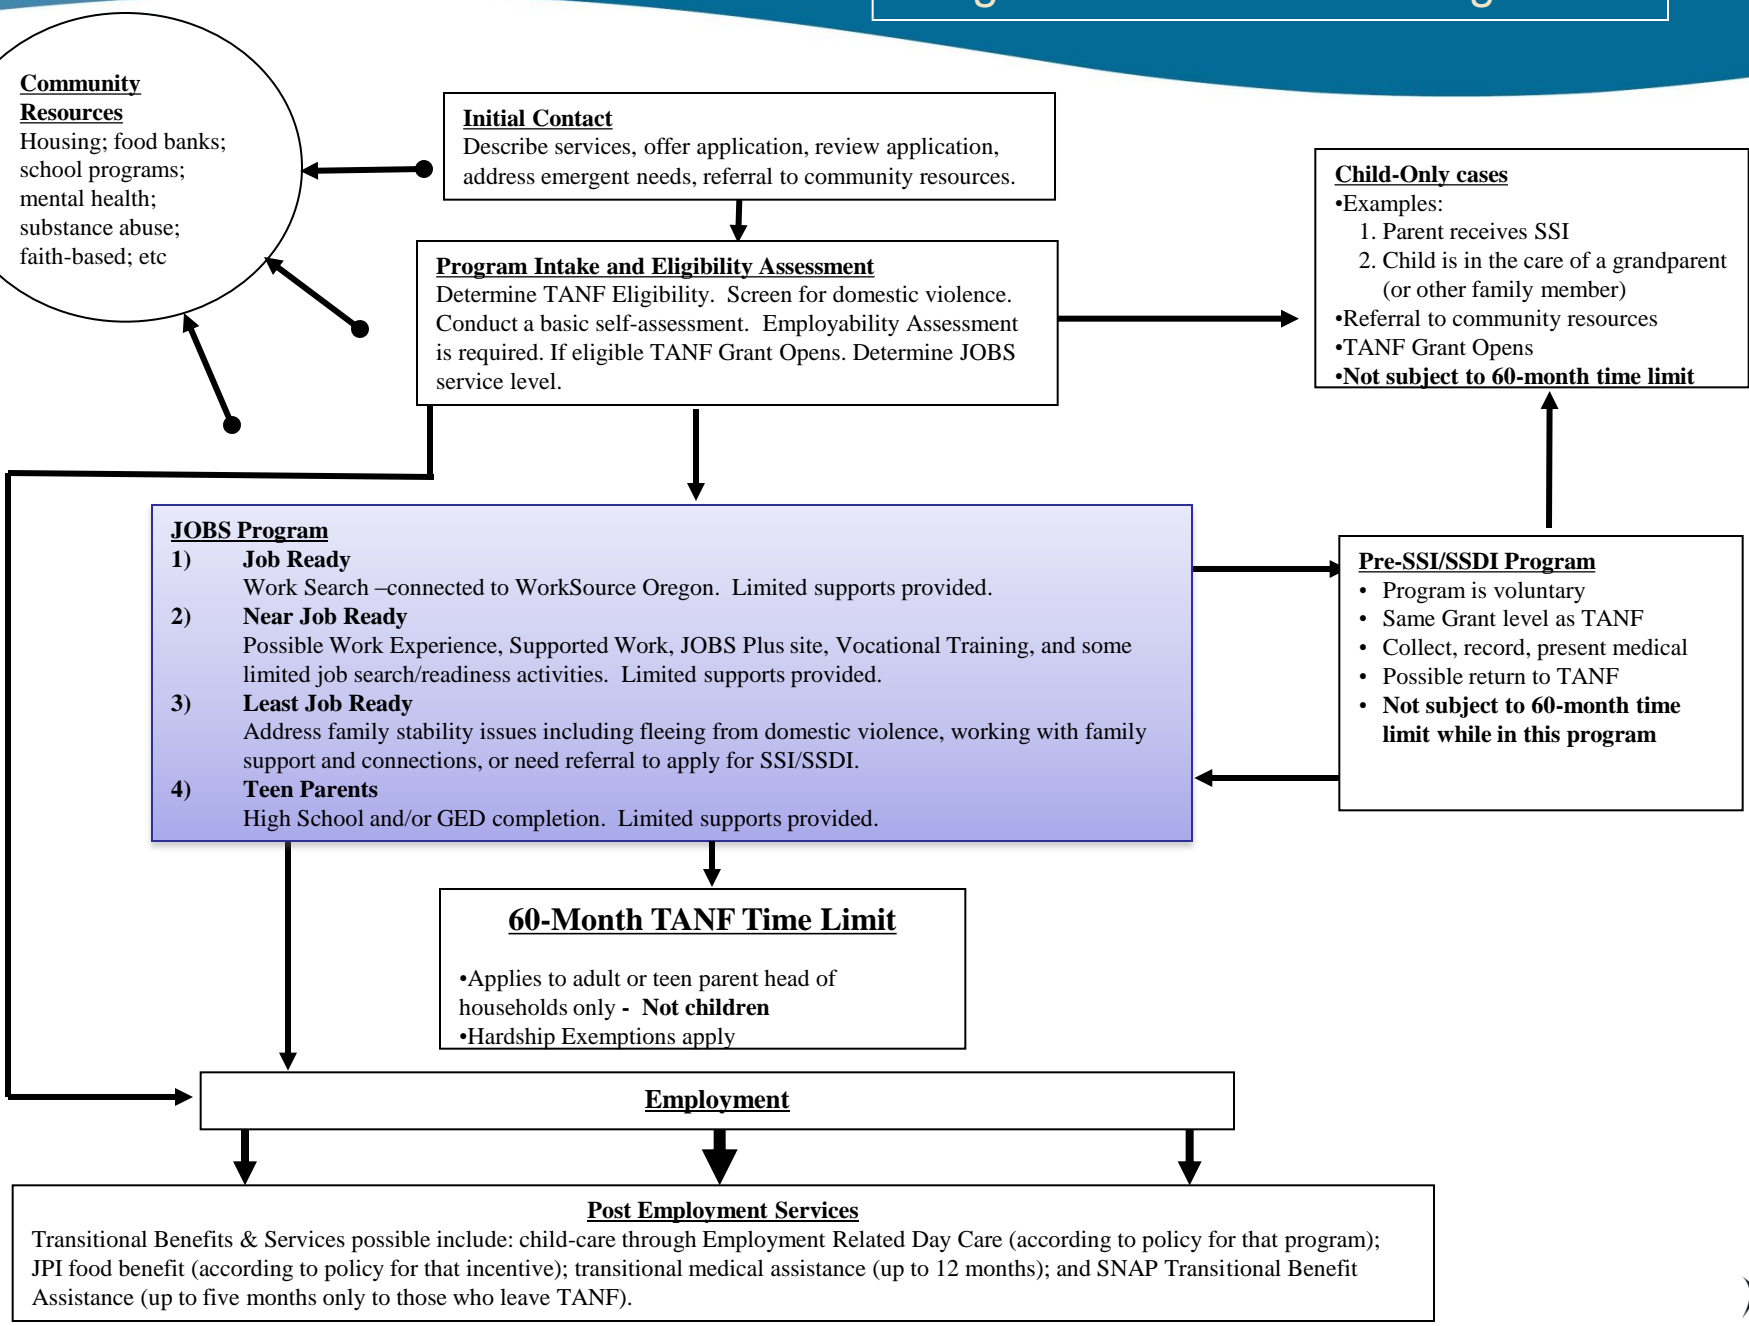 Community
Resources
Housing; food banks;
school programs;
mental health;
substance abuse;
faith-based; etc
Initial Contact
Describe services, offer application, review application,
address emergent needs, referral to community resources.
Program Intake and Eligibility Assessment
Determine TANF Eligibility.  Screen for domestic violence.
Conduct a basic self-assessment.  Employability Assessment
is required. If eligible TANF Grant Opens. Determine JOBS
service level.
Child-Only cases
•Examples:
1. Parent receives SSI
2. Child is in the care of a grandparent
(or other family member)
•Referral to community resources
•TANF Grant Opens
•Not subject to 60-month time limit
JOBS Program
1) Job Ready
Work Search –connected to WorkSource Oregon.  Limited supports provided.
2) Near Job Ready
Possible Work Experience, Supported Work, JOBS Plus site, Vocational Training, and some
limited job search/readiness activities.  Limited supports provided.
3) Least Job Ready
Address family stability issues including fleeing from domestic violence, working with family
support and connections, or need referral to apply for SSI/SSDI.
4) Teen Parents
High School and/or GED completion.  Limited supports provided.
Pre-SSI/SSDI Program
• Program is voluntary
• Same Grant level as TANF
• Collect, record, present medical
• Possible return to TANF
• Not subject to 60-month time
limit while in this program
60-Month TANF Time Limit
•Applies to adult or teen parent head of
households only -  Not children
•Hardship Exemptions apply
Employment
Post Employment Services
Transitional Benefits & Services possible include: child-care through Employment Related Day Care (according to policy for that program);
JPI food benefit (according to policy for that incentive); transitional medical assistance (up to 12 months); and SNAP Transitional Benefit
Assistance (up to five months only to those who leave TANF).